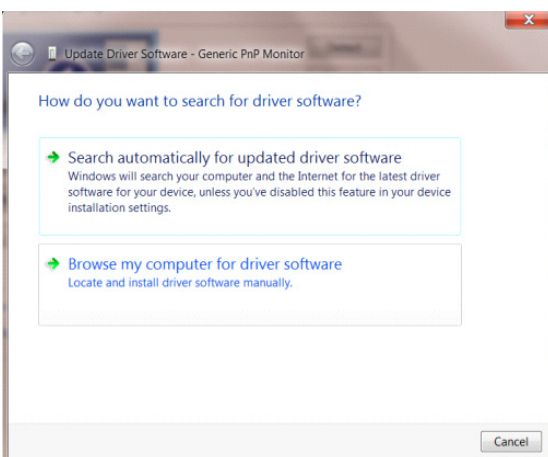 Update Driver Software - Generic PnP Monitor
How do you want to search for driver software?
Search automatically for updated driver software
Windows will search your computer and the Internet for the latest driver
software for your device, unless you've disabled this feature in your device
installation settings.
Browse my computer for driver software
Locate and install driver software manually.
Cancel